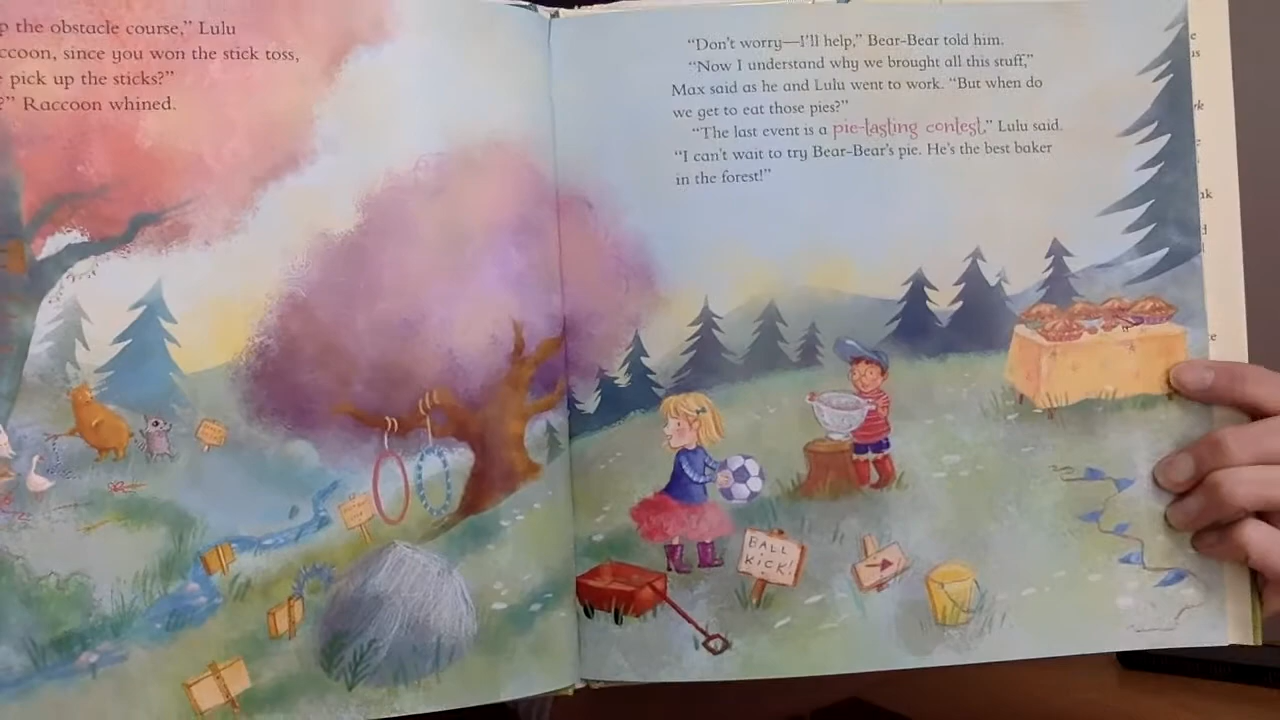 p the obstacle course," Lulu
ccoon, since you won the stick toss,
pick up the sticks?"
?" Raccoon whined.
"Don't worry—I'll help," Bear-Bear told him.
"Now I understand why we brought all this stuff,"
Max said as he and Lulu went to work. "But when do
we get to eat those pies?"
"The last event is a pie-tasting contest," Lulu said.
"I can't wait to try Bear-Bear's pie. He's the best baker
in the forest!"
BALL
KICK!